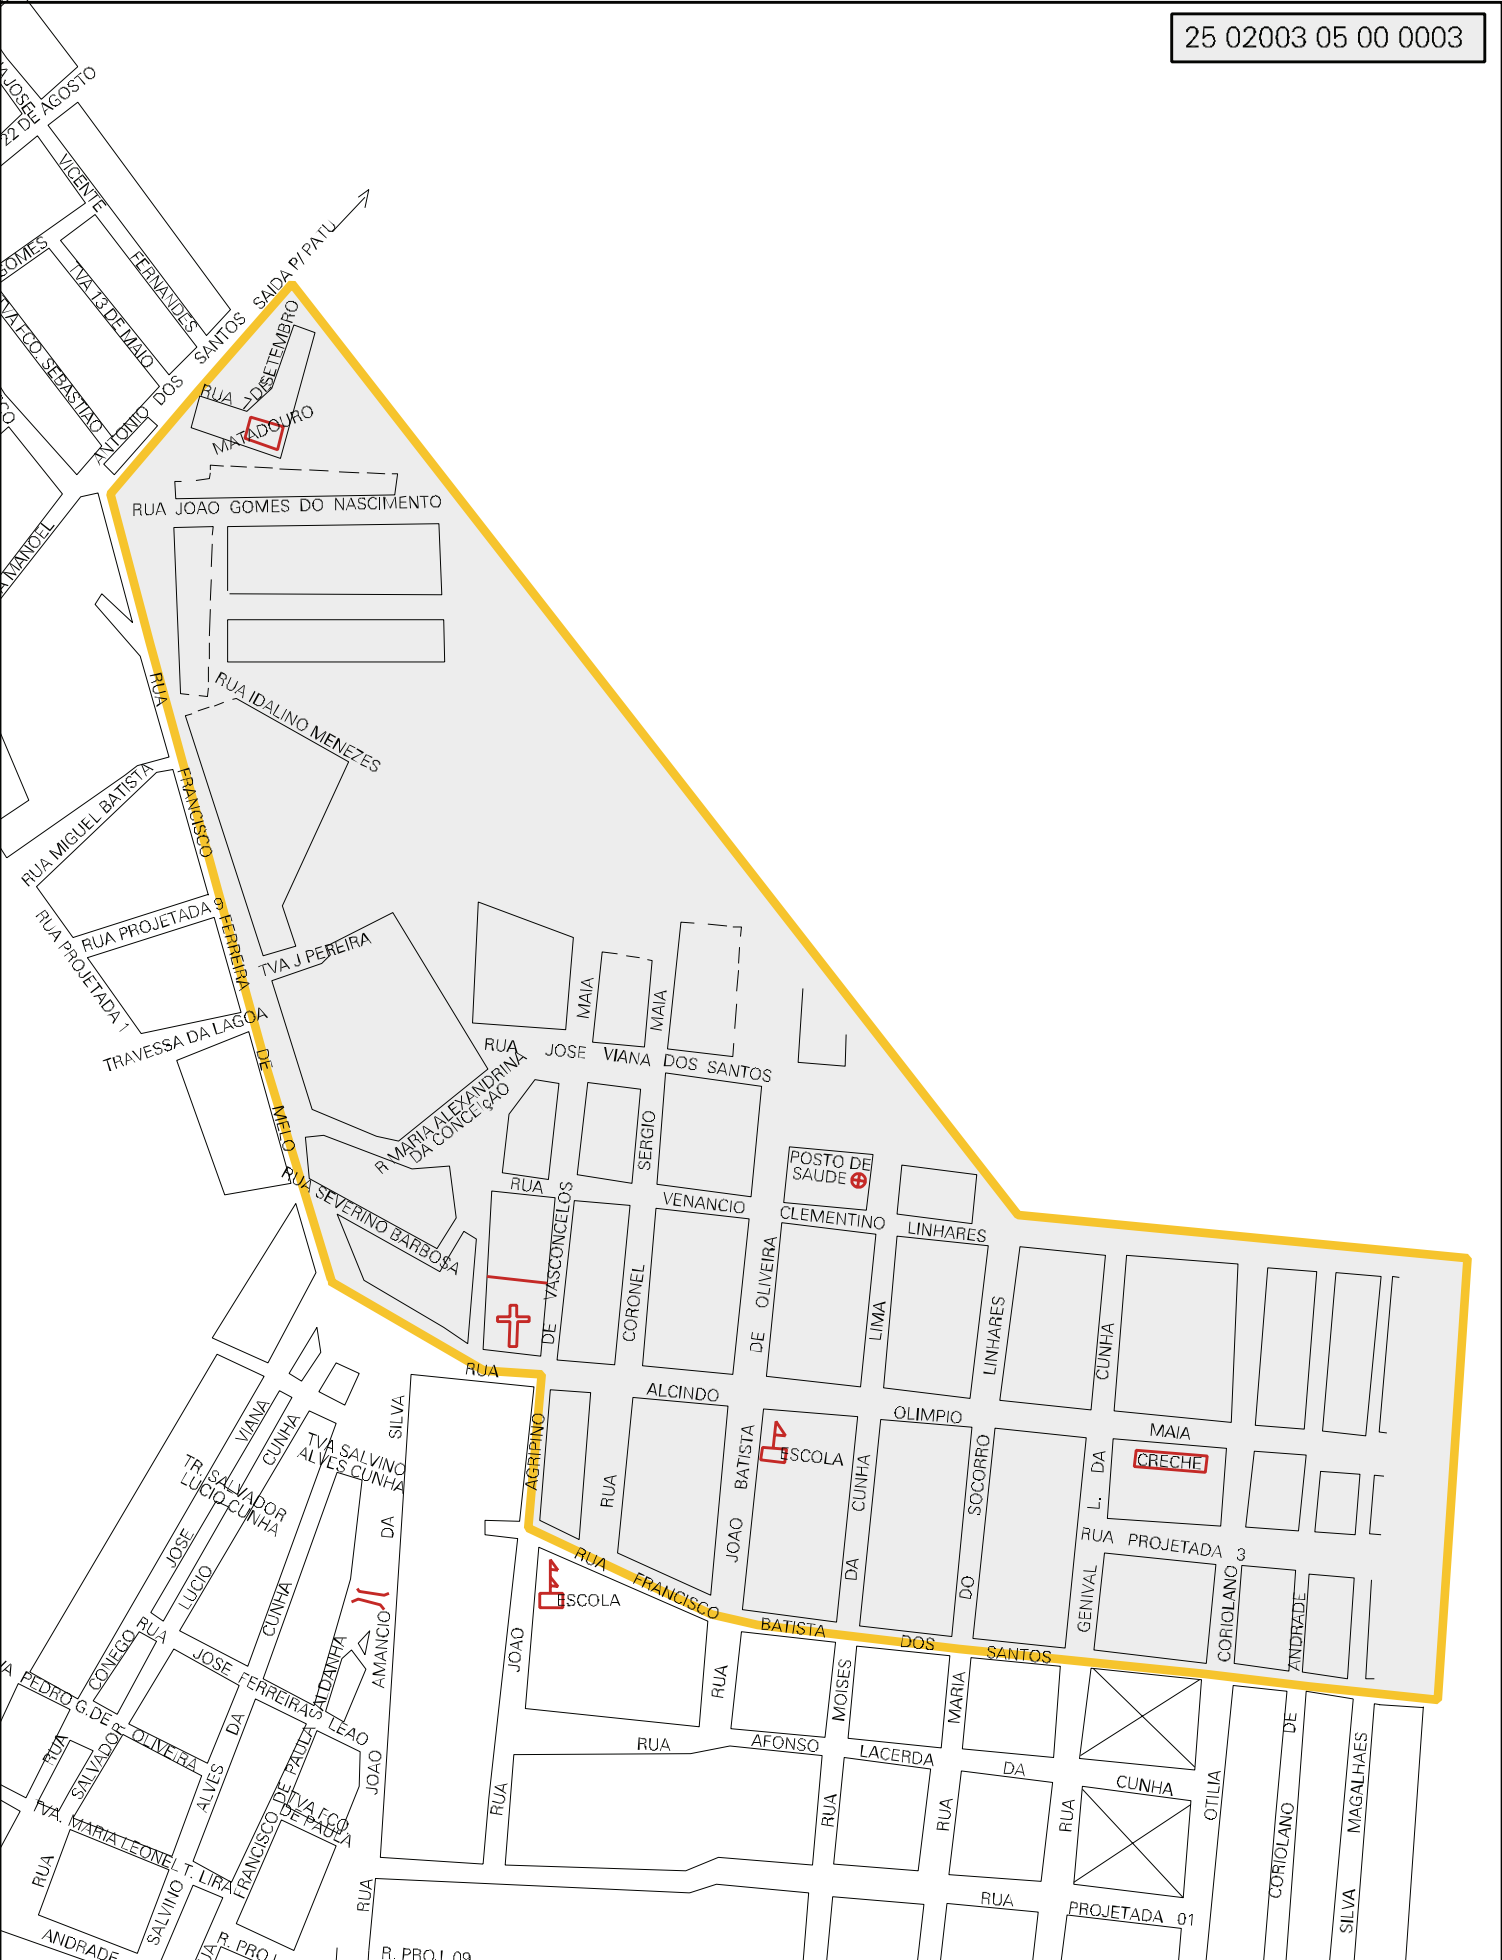 25 02003 05 00 0003
22 DE AGOSTO
VICENTE
FERNANDES
GOMES
TVA 13 DE MAIO
TVA FCO. SEBASTIAO
ANTONIO DOS SANTOS
SAIDA P/ PATU
RUA 7 DE SETEMBRO
MATADOURO
RUA JOAO GOMES DO NASCIMENTO
MANOEL
RUA IDALINO MENEZES
RUA FRANCISCO FERREIRA DE MELO
RUA MIGUEL BATISTA
RUA PROJETADA 9
RUA PROJETADA 1
TRAVESSA DA LAGOA
TVA J PEREIRA
RUA JOSE VIANA DOS SANTOS
MAIA
MAIA
R MARIA ALEXANDRINA
DA CONCEIÇÃO
RUA SEVERINO BARBOSA
SERGIO
POSTO DE
SAUDE
RUA VENANCIO CLEMENTINO LINHARES
VASCONCELOS
DE
CORONEL
OLIVEIRA
DE
LIMA
LINHARES
CUNHA
RUA ALCINDO OLIMPIO MAIA
AGRIPINO
RUA
BATISTA
JOAO
ESCOLA
CUNHA
DA
SOCORRO
DO
DA
L.
GENIVAL
CRECHE
RUA PROJETADA 3
CORIOLANO
ANDRADE
RUA FRANCISCO BATISTA DOS SANTOS
ESCOLA
SILVA
DA
AMANCIO
JOAO
RUA
VIANA
CUNHA
TVA SALVINO
ALVES CUNHA
TR. SALVADOR
LUCIO CUNHA
JOSE
LUCIO
CUNHA
CONEGO
RUA JOSE FERREIRA LEAO
SALDANHA
PEDRO G.DE OLIVEIRA
RUA
SALVADOR
DA
ALVES
DE PAULA
FRANCISCO
TVA FCO
DE PAULA
TVA. MARIA LEONEL T. LIRA
RUA
SALVINO
ANDRADE
R. PROJ. 09
JOAO
RUA
RUA
MOISES
MARIA
RUA AFONSO LACERDA DA CUNHA
RUA
RUA
RUA
OTILIA
DE
CORIOLANO
MAGALHAES
SILVA
RUA PROJETADA 01